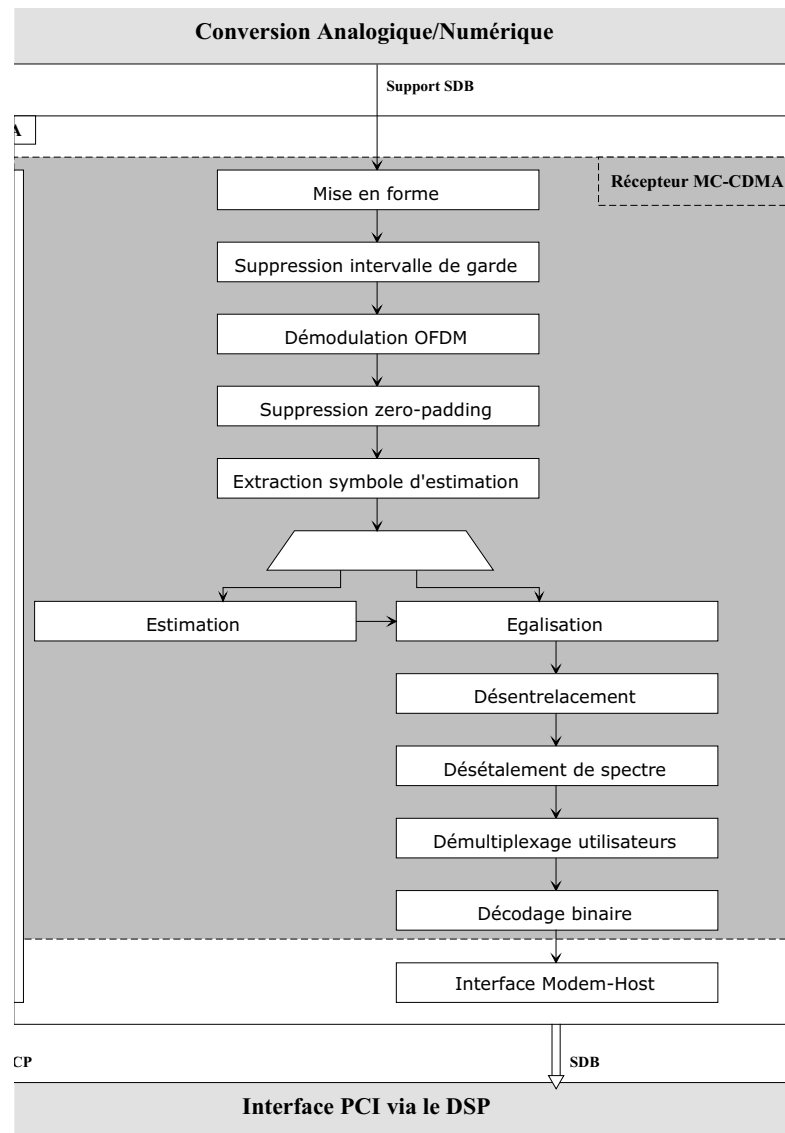 Conversion Analogique/Numérique
Support SDB
A
Récepteur MC-CDMA
Mise en forme
Suppression intervalle de garde
Démodulation OFDM
Suppression zero-padding
Extraction symbole d'estimation
Estimation
Egalisation
Désentrelacement
Désétalement de spectre
Démultiplexage utilisateurs
Décodage binaire
Interface Modem-Host
CP
SDB
Interface PCI via le DSP